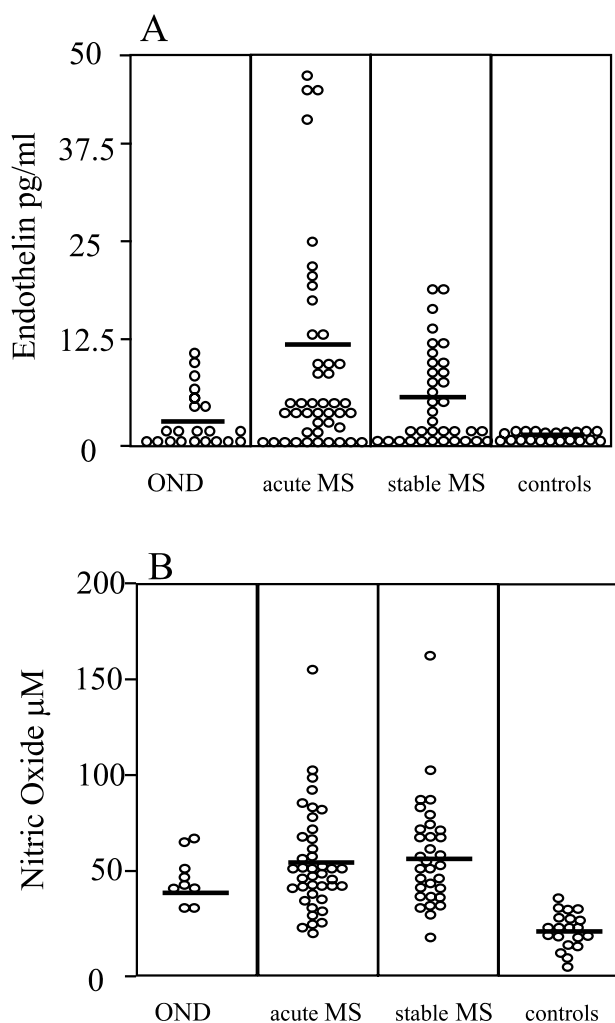 A
50
37.5
25
12.5
0
Endothelin pg/ml
OND acute MS stable MS controls
B
200
150
100
50
0
Nitric Oxide μM
OND acute MS stable MS controls